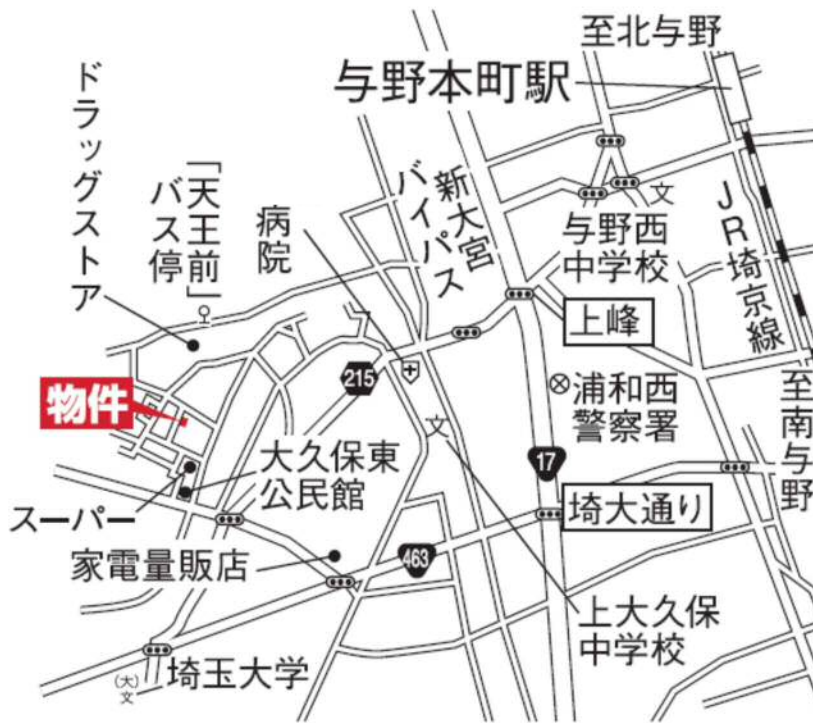 至北与野
与野本町駅
ドラッグストア
「天王前」
バス停
病院
新大宮
バイパス
文
与野西
中学校
JR埼京線
上峰
215
物件
浦和西
警察署
至南与野
文
大久保東
公民館
17
スーパー
埼大通り
家電量販店
463
上大久保
中学校
埼玉大学
(大)
文